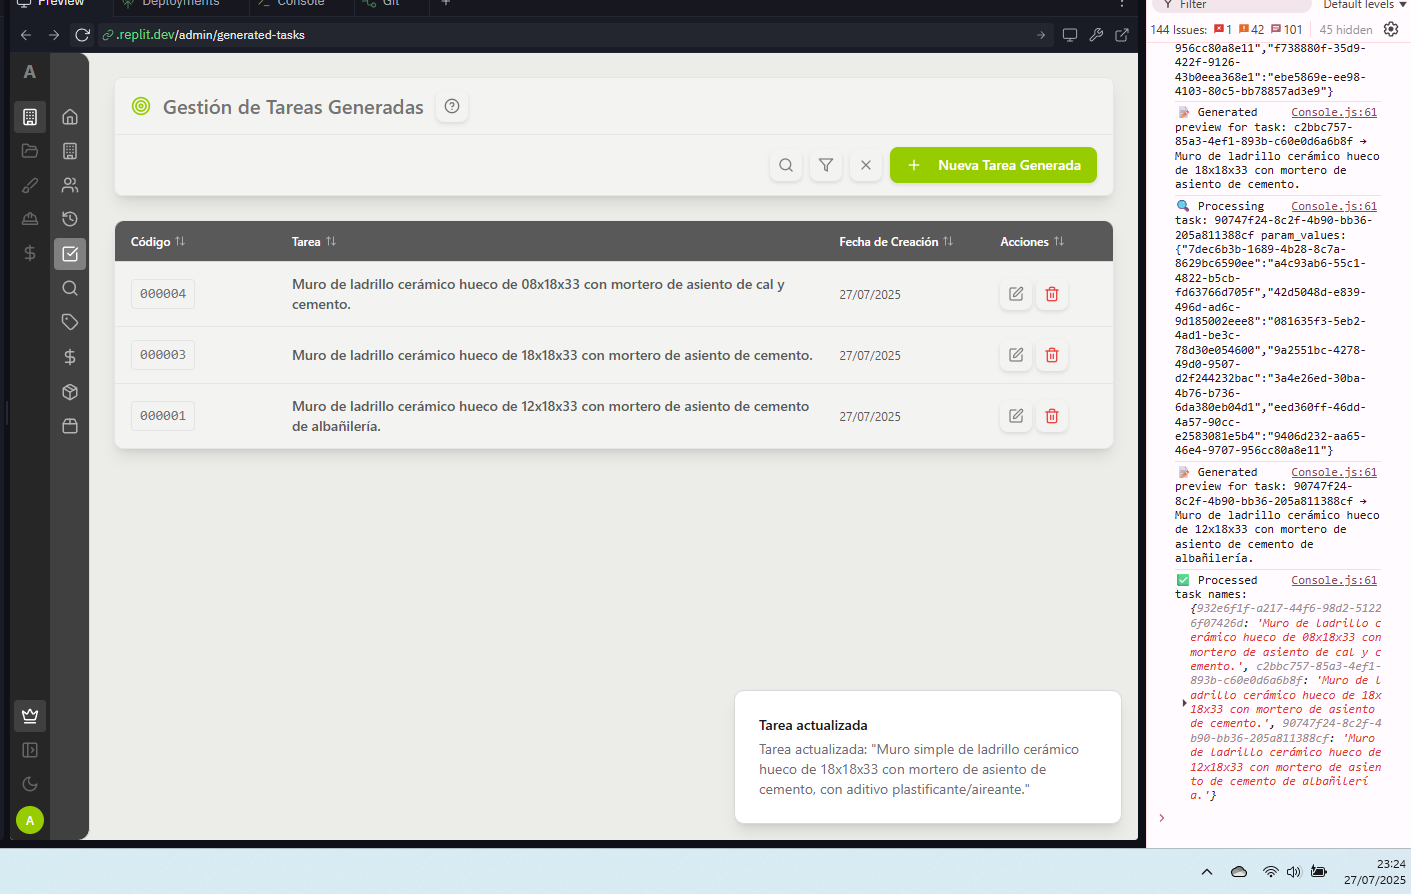 Preview
Deployments
Console
Git
.replit.dev/admin/generated-tasks
A
Gestión de Tareas Generadas
Nueva Tarea Generada
Código
Tarea
Fecha de Creación
Acciones
000004
Muro de ladrillo cerámico hueco de 08x18x33 con mortero de asiento de cal y
cemento.
27/07/2025
000003
Muro de ladrillo cerámico hueco de 18x18x33 con mortero de asiento de cemento.
27/07/2025
000001
Muro de ladrillo cerámico hueco de 12x18x33 con mortero de asiento de cemento
de albañilería.
27/07/2025
Tarea actualizada
Tarea actualizada: "Muro simple de ladrillo cerámico
hueco de 18x18x33 con mortero de asiento de
cemento, con aditivo plastificante/aireante."
A
Filter
Default levels
144 Issues: 1 42 101 45 hidden
956cc80a8e11","f738880f-35d9-
422f-9126-
43b0eea368e1":"ebe5869e-ee98-
4103-80c5-bb78857ad3e9"}
Generated Console.js:61
preview for task: c2bbc757-
85a3-4ef1-893b-c60e0d6a6b8f →
Muro de ladrillo cerámico hueco
de 18x18x33 con mortero de
asiento de cemento.
Processing Console.js:61
task: 90747f24-8c2f-4b90-bb36-
205a811388cf param_values:
{"7dec6b3b-1689-4b28-8c7a-
8629bc6590ee":"a4c93ab6-55c1-
4822-b5cb-
fd63766d705f","42d5048d-e839-
496d-ad6c-
9d185002eee8":"081635f3-5eb2-
4ad1-be3c-
78d30e054600","9a2551bc-4278-
49d0-9507-
d2f244232bac":"3a4e26ed-30ba-
4b76-b736-
6da380eb04d1","eed360ff-46dd-
4a57-90cc-
e2583081e5b4":"9406d232-aa65-
46e4-9707-956cc80a8e11"}
Generated Console.js:61
preview for task: 90747f24-
8c2f-4b90-bb36-205a811388cf →
Muro de ladrillo cerámico hueco
de 12x18x33 con mortero de
asiento de cemento de
albañilería.
Processed Console.js:61
task names:
{932e6f1f-a217-44f6-98d2-5122
6f07426d: 'Muro de ladrillo c
erámico hueco de 08x18x33 con
mortero de asiento de cal y c
emento.', c2bbc757-85a3-4ef1-
893b-c60e0d6a6b8f: 'Muro de l
adrillo cerámico hueco de 18x
18x33 con mortero de asiento
de cemento.', 90747f24-8c2f-4
b90-bb36-205a811388cf: 'Muro
de ladrillo cerámico hueco de
12x18x33 con mortero de asien
to de cemento de albañilerí
a.'}
23:24
27/07/2025